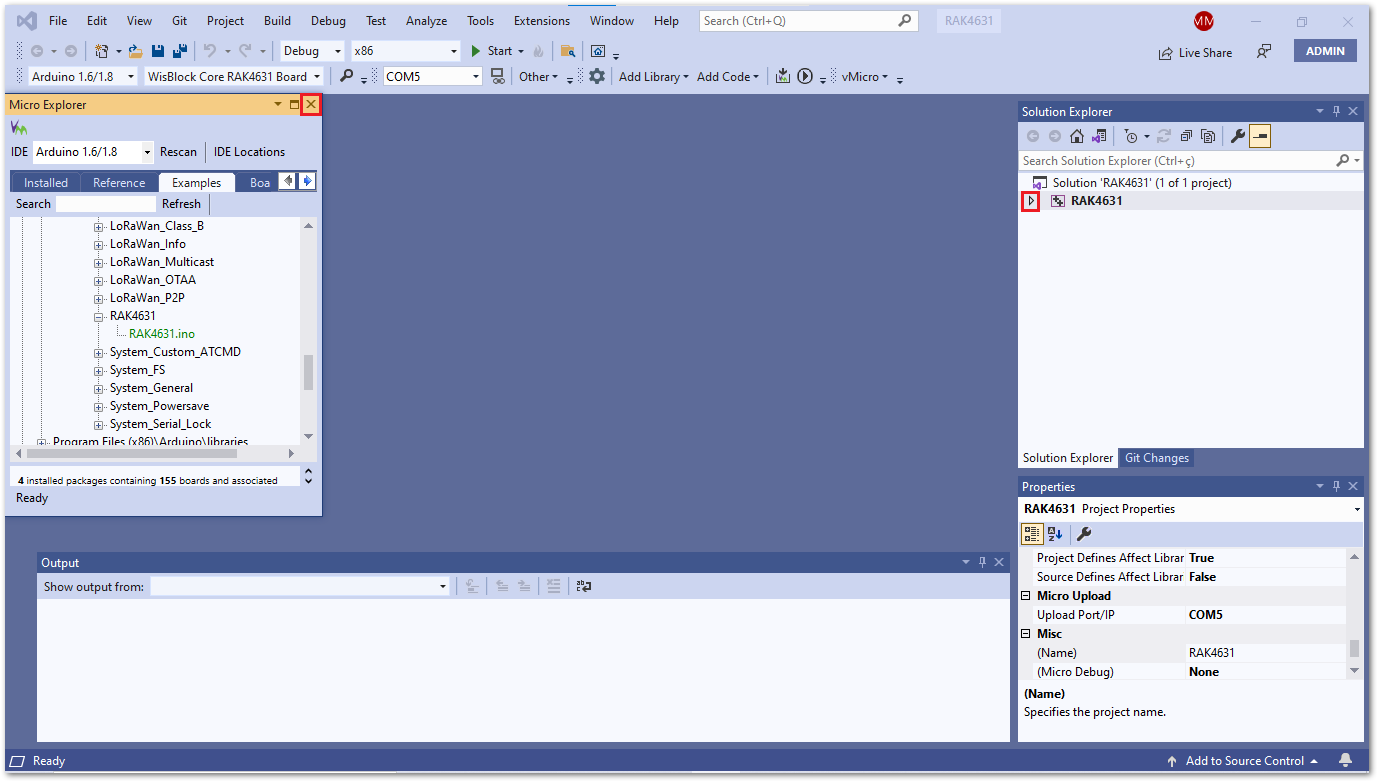 File Edit View Git Project Build Debug Test Analyze Tools Extensions Window Help Search (Ctrl+Q) RAK4631 MM
Debug x86 Start Live Share ADMIN
Arduino 1.6/1.8 WisBlock Core RAK4631 Board COM5 Other Add Library Add Code vMicro
Micro Explorer
IDE Arduino 1.6/1.8 Rescan IDE Locations
Installed Reference Examples Boa
Search Refresh
LoRaWan_Class_B
LoRaWan_Info
LoRaWan_Multicast
LoRaWan_OTAA
LoRaWan_P2P
RAK4631
RAK4631.ino
System_Custom_ATCMD
System_FS
System_General
System_Powersave
System_Serial_Lock
Program Files (x86)\Arduino\libraries
4 installed packages containing 155 boards and associated
Ready
Output
Show output from:
Solution Explorer
Search Solution Explorer (Ctrl+ç)
Solution 'RAK4631' (1 of 1 project)
RAK4631
Solution Explorer Git Changes
Properties
RAK4631 Project Properties
Project Defines Affect Librar True
Source Defines Affect Librar False
Micro Upload
Upload Port/IP COM5
Misc
(Name) RAK4631
(Micro Debug) None
(Name)
Specifies the project name.
Ready Add to Source Control